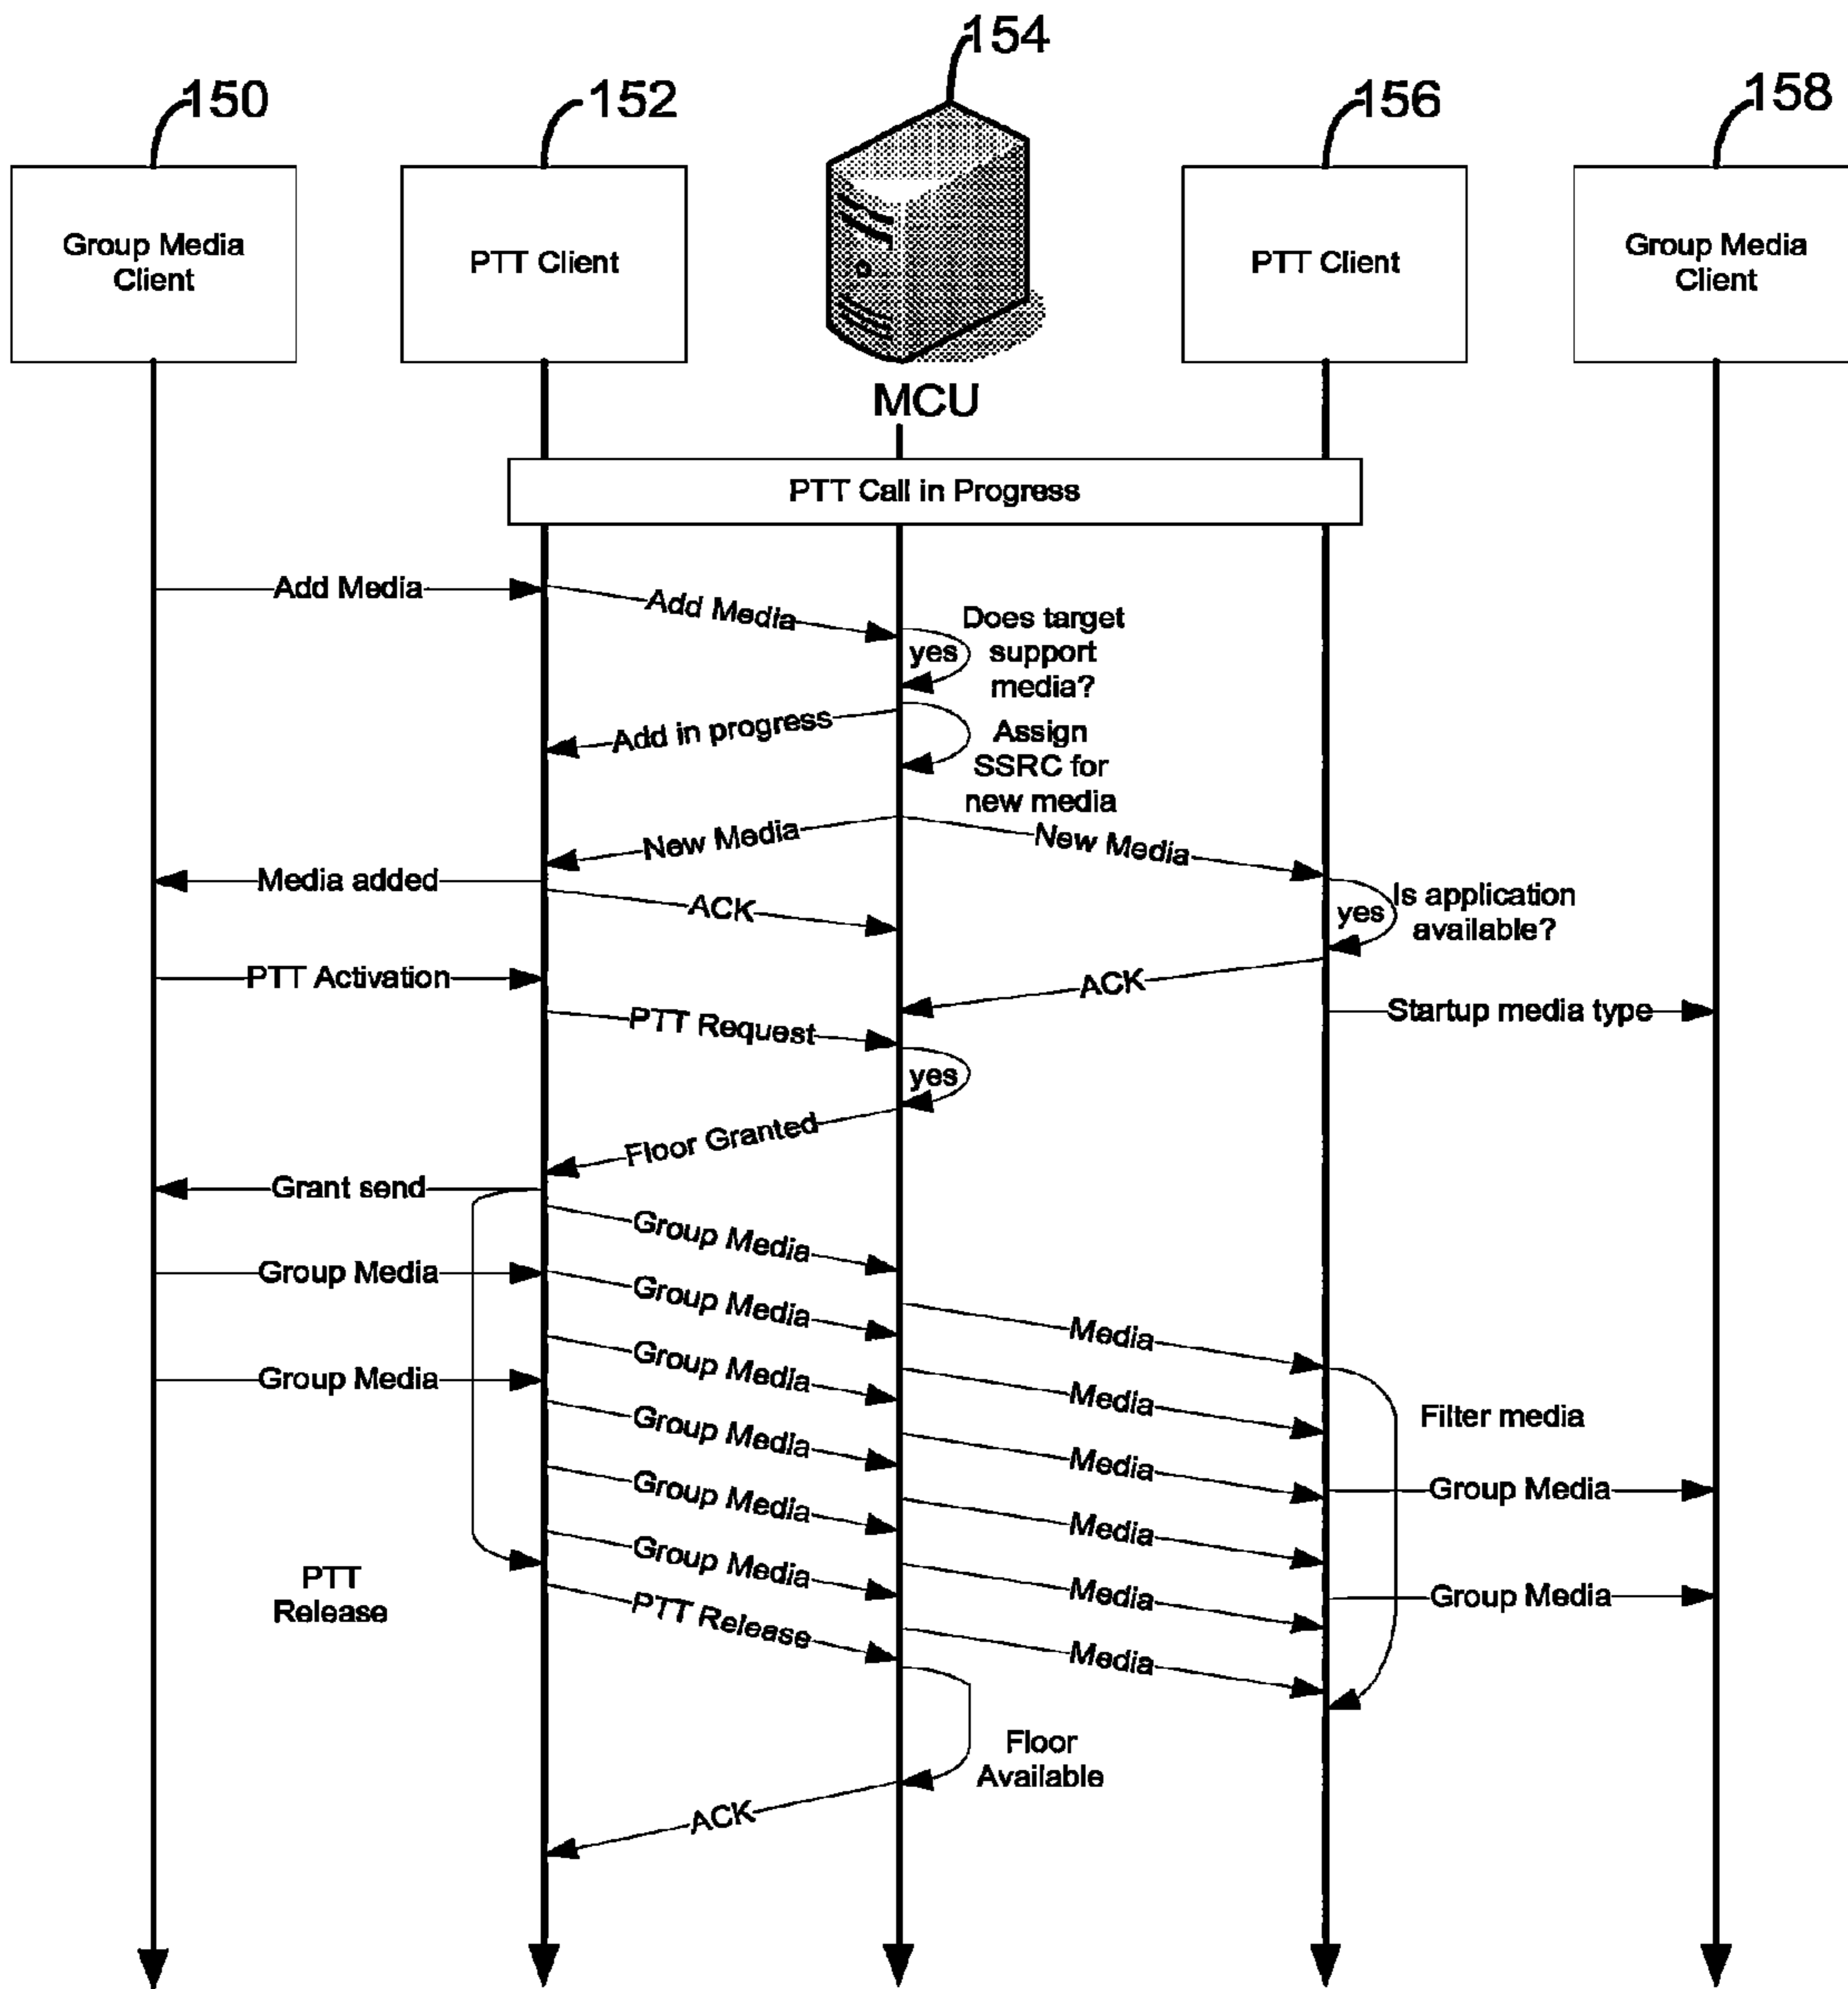 154
150
152
156
158
Group Media
Client
PTT Client
PTT Client
Group Media
Client
MCU
PTT Call in Progress
Add Media
Add Media
Does target
support
media?
yes
Add in progress
Assign
SSRC for
new media
New Media
New Media
Media added
ACK
Is application
available?
yes
PTT Activation
ACK
PTT Request
Startup media type
yes
Floor Granted
Grant send
Group Media
Group Media
Group Media
Media
Group Media
Group Media
Media
Group Media
Filter media
Media
Group Media
Group Media
Media
Group Media
PTT
Release
Media
Group Media
PTT Release
Media
Floor
Available
ACK